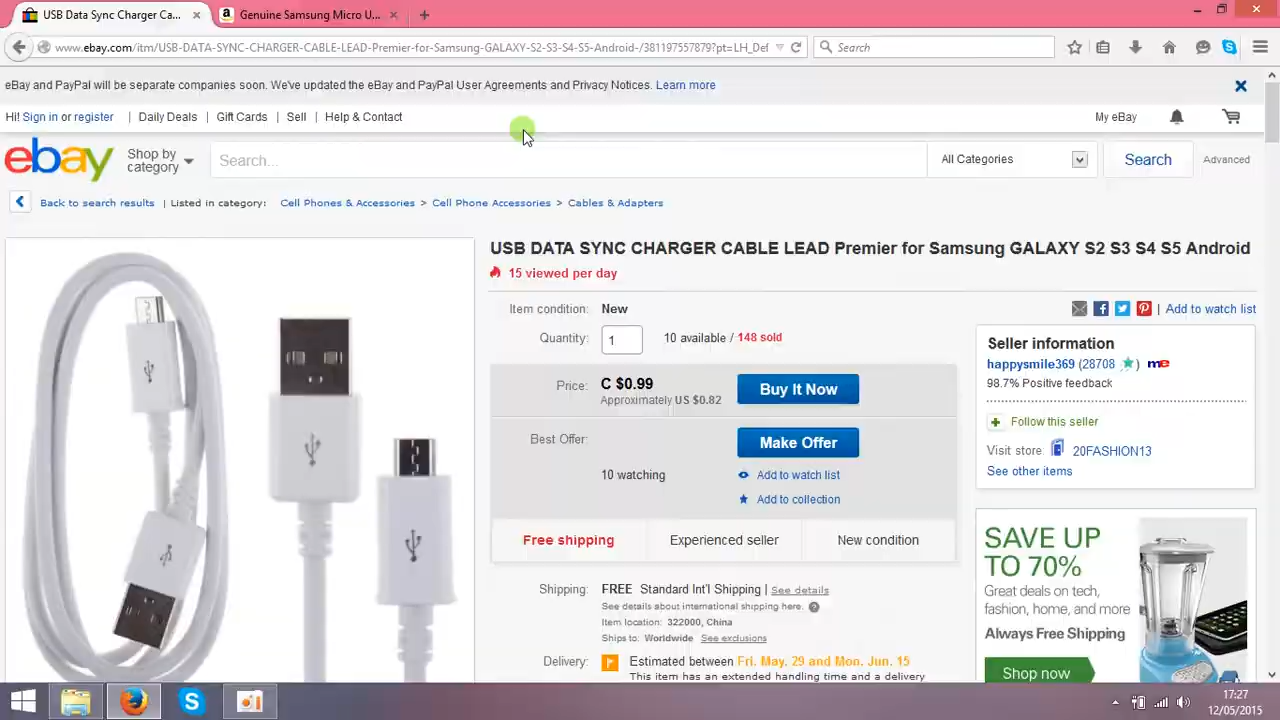 USB Data Sync Charger Ca...
Genuine Samsung Micro U...
www.ebay.com/itm/USB-DATA-SYNC-CHARGER-CABLE-LEAD-Premier-for-Samsung-GALAXY-S2-S3-S4-S5-Android-/381197557879?pt=LH_Def
Search
eBay and PayPal will be separate companies soon. We've updated the eBay and PayPal User Agreements and Privacy Notices. Learn more
Hi! Sign in or register | Daily Deals | Gift Cards | Sell | Help & Contact
My eBay
ebay
Shop by category
Search...
All Categories
Search
Advanced
Back to search results | Listed in category: Cell Phones & Accessories > Cell Phone Accessories > Cables & Adapters
USB DATA SYNC CHARGER CABLE LEAD Premier for Samsung GALAXY S2 S3 S4 S5 Android
15 viewed per day
Item condition: New
| Add to watch list
Quantity: 1 10 available / 148 sold
Price: C $0.99
Approximately US $0.82
Buy It Now
Best Offer:
Make Offer
10 watching
Add to watch list
Add to collection
Free shipping
Experienced seller
New condition
Shipping: FREE Standard Int'l Shipping | See details
See details about international shipping here.
Item location: 322000, China
Ships to: Worldwide See exclusions
Delivery: Estimated between Fri. May. 29 and Mon. Jun. 15
This item has an extended handling time and a delivery
Seller information
happysmile369 (28708 ) me
98.7% Positive feedback
Follow this seller
Visit store: 20FASHION13
See other items
SAVE UP
TO 70%
Great deals on tech,
fashion, home, and more
Always Free Shipping
Shop now
17:27
12/05/2015